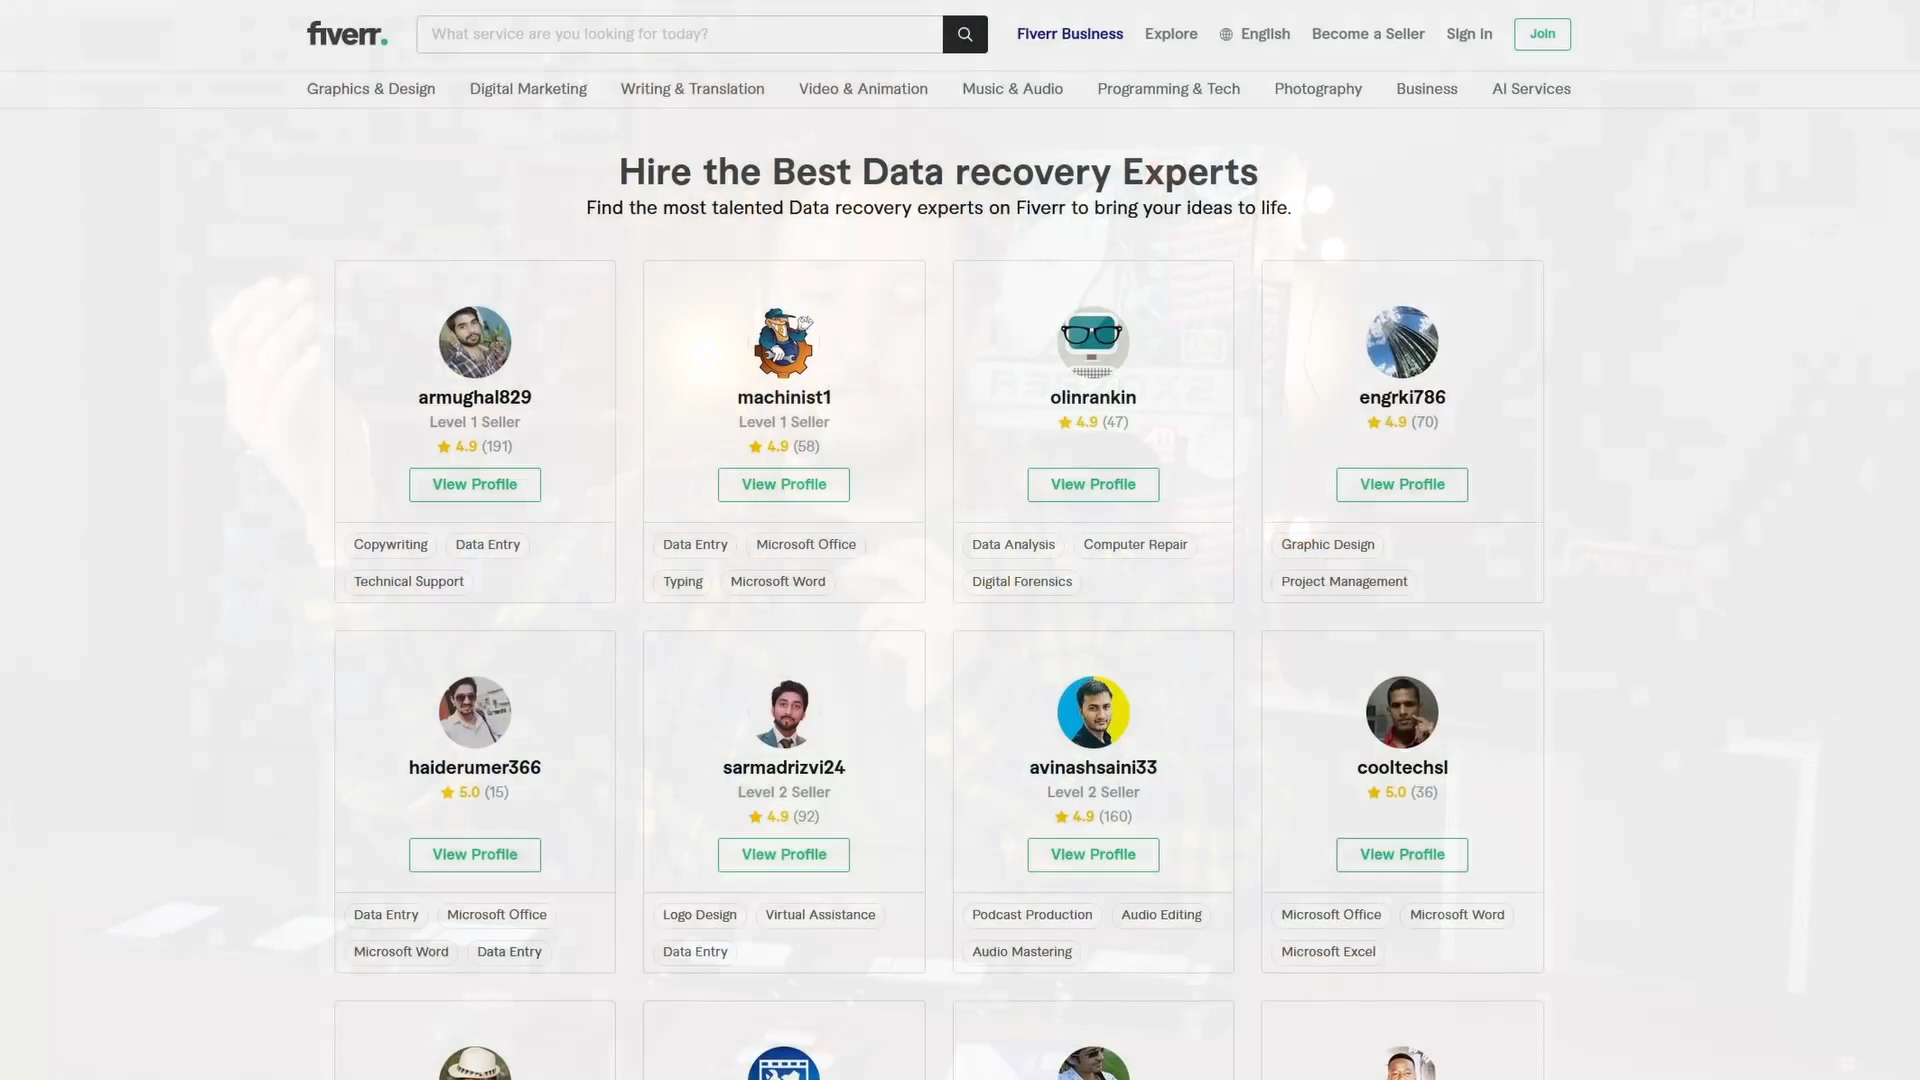 fiverr.
What service are you looking for today?
Fiverr Business
Explore
English
Become a Seller
Sign In
Join
Graphics & Design
Digital Marketing
Writing & Translation
Video & Animation
Music & Audio
Programming & Tech
Photography
Business
AI Services
Hire the Best Data recovery Experts
Find the most talented Data recovery experts on Fiverr to bring your ideas to life.
armughal829
Level 1 Seller
4.9 (191)
View Profile
Copywriting
Data Entry
Technical Support
machinist1
Level 1 Seller
4.9 (58)
View Profile
Data Entry
Microsoft Office
Typing
Microsoft Word
olinrankin
4.9 (47)
View Profile
Data Analysis
Computer Repair
Digital Forensics
engrki786
4.9 (70)
View Profile
Graphic Design
Project Management
haiderumer366
5.0 (15)
View Profile
Data Entry
Microsoft Office
Microsoft Word
Data Entry
sarmadrizvi24
Level 2 Seller
4.9 (92)
View Profile
Logo Design
Virtual Assistance
Data Entry
avinashsaini33
Level 2 Seller
4.9 (160)
View Profile
Podcast Production
Audio Editing
Audio Mastering
cooltechsl
5.0 (36)
View Profile
Microsoft Office
Microsoft Word
Microsoft Excel